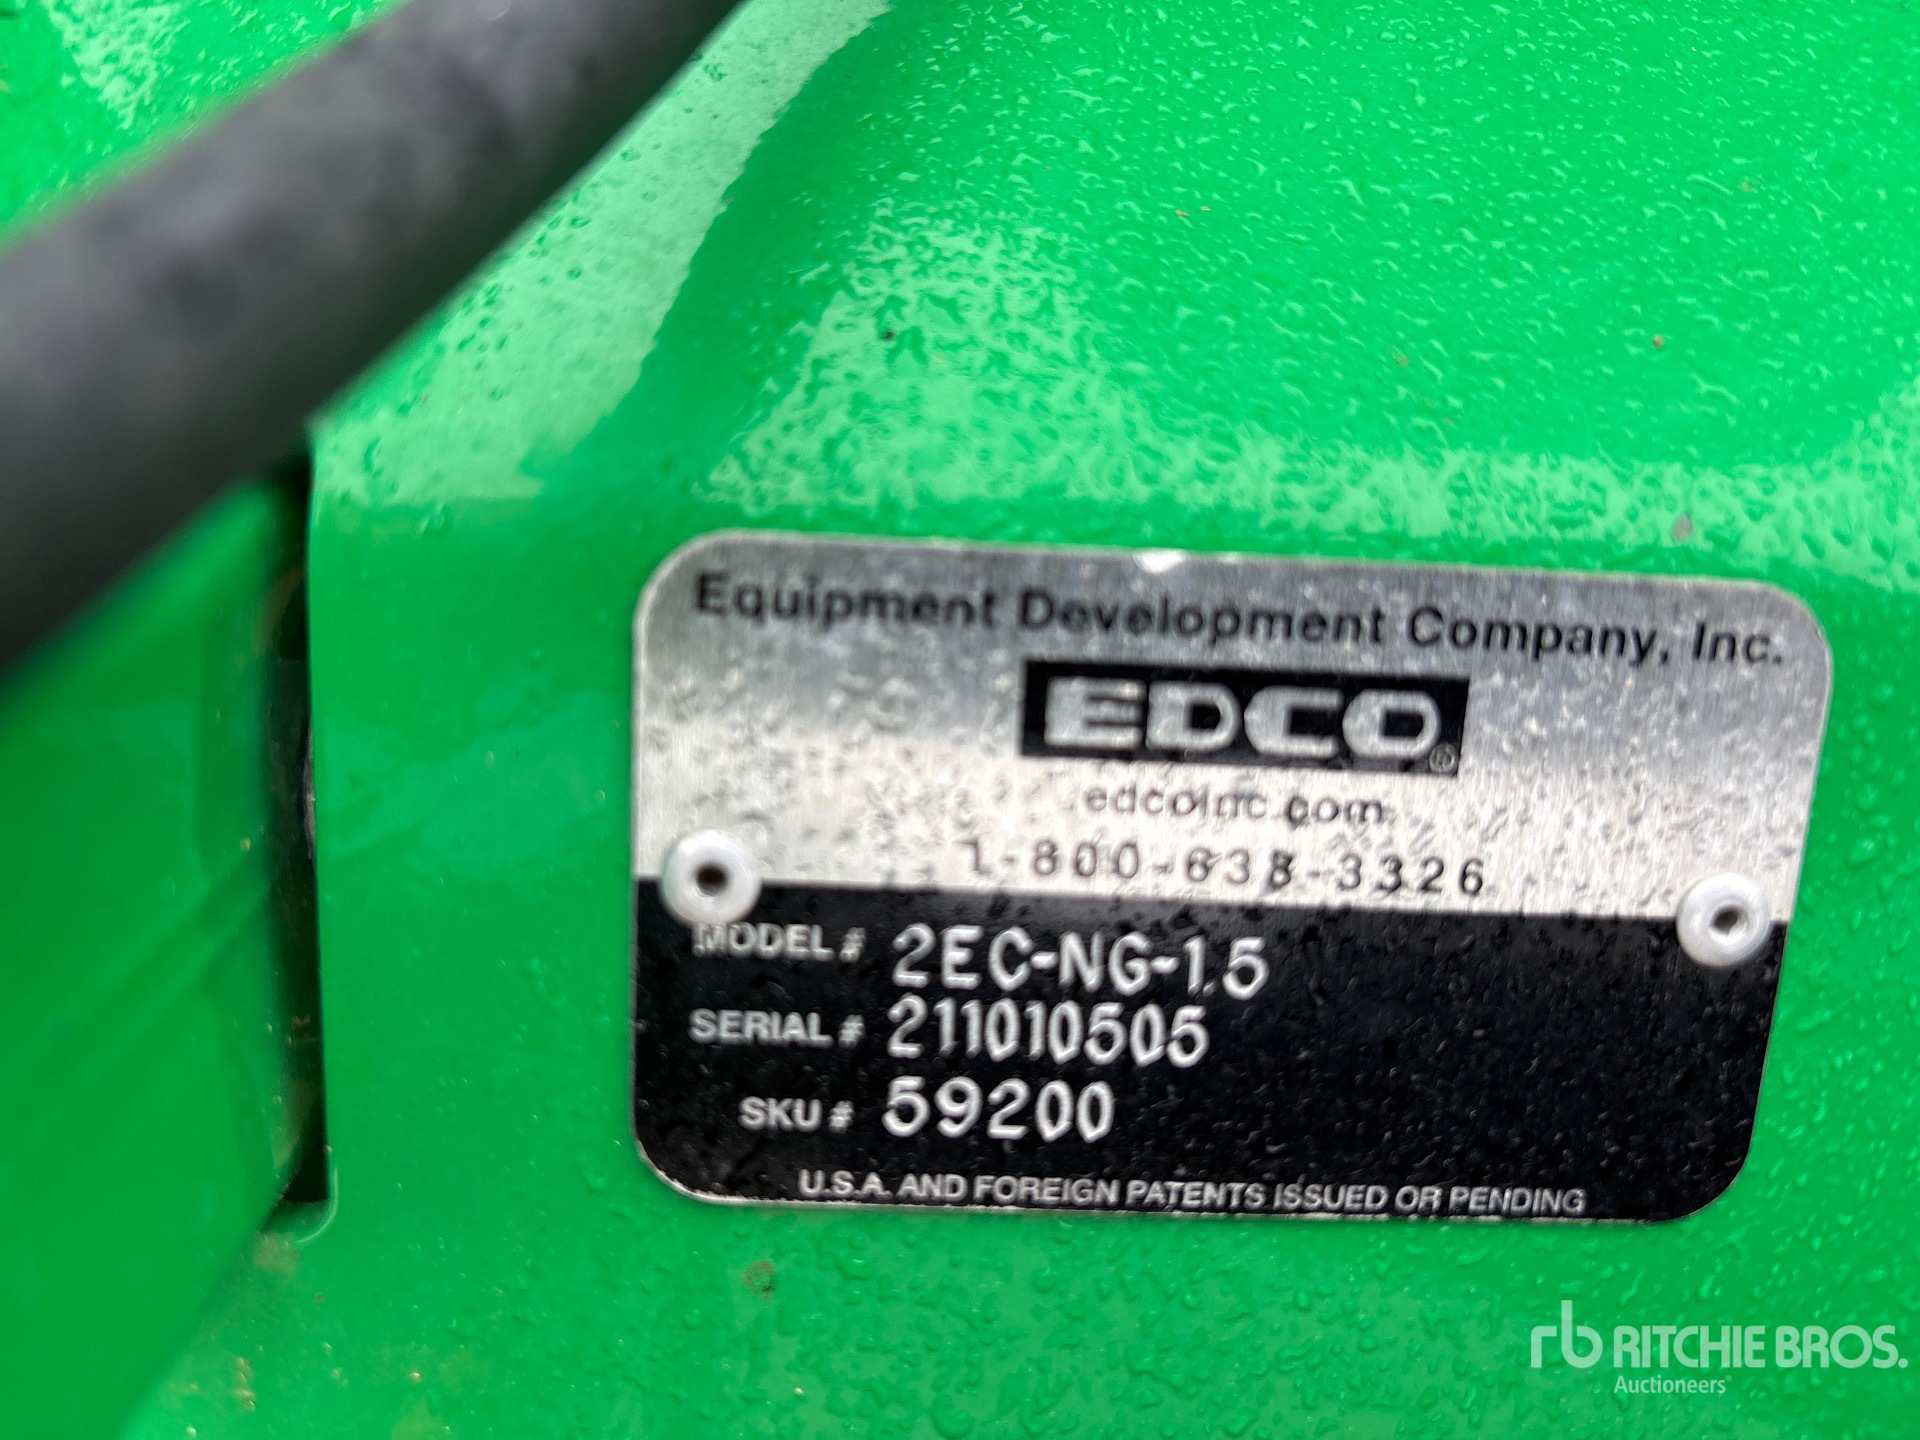 Equipment Development Company, Inc.
EDCO®
edcoinc.com
1-800-638-3326
MODEL # 2EC-NG-1.5
SERIAL # 211010505
SKU # 59200
U.S.A. AND FOREIGN PATENTS ISSUED OR PENDING
rb RITCHIE BROS.
Auctioneers